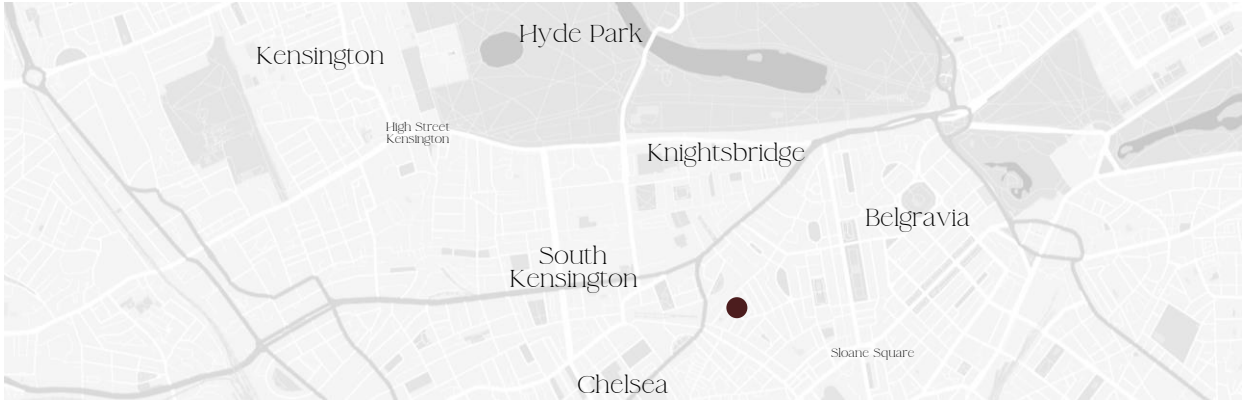 Hyde Park
Kensington
High Street
Kensington
Knightsbridge
Belgravia
South
Kensington
Sloane Square
Chelsea